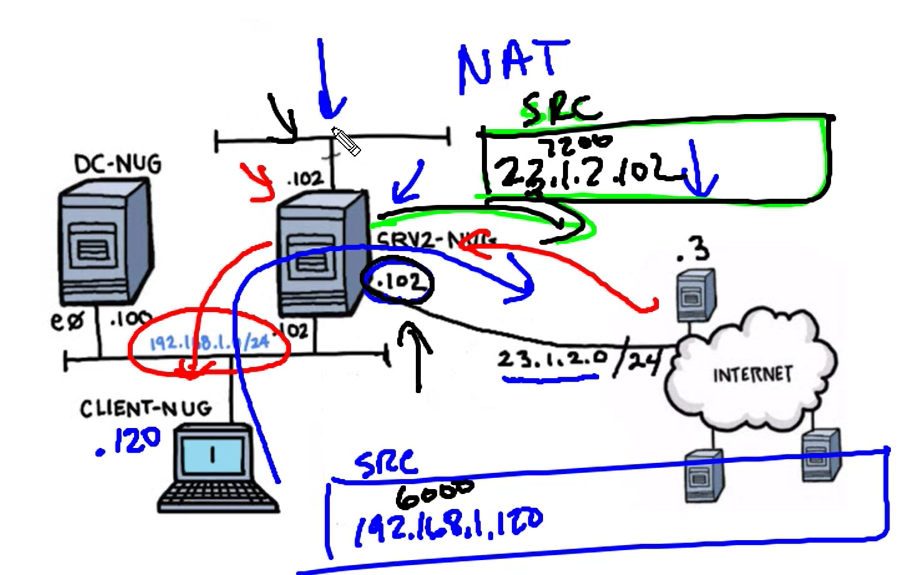 NAT
SRC
7200
23.1.2.102
DC-NUG
.102
SRV2-NUG
.3
.102
e0
.100
192.168.1.0/24
.102
23.1.2.0/24
INTERNET
CLIENT-NUG
.120
1
SRC
6000
192.168.1.120